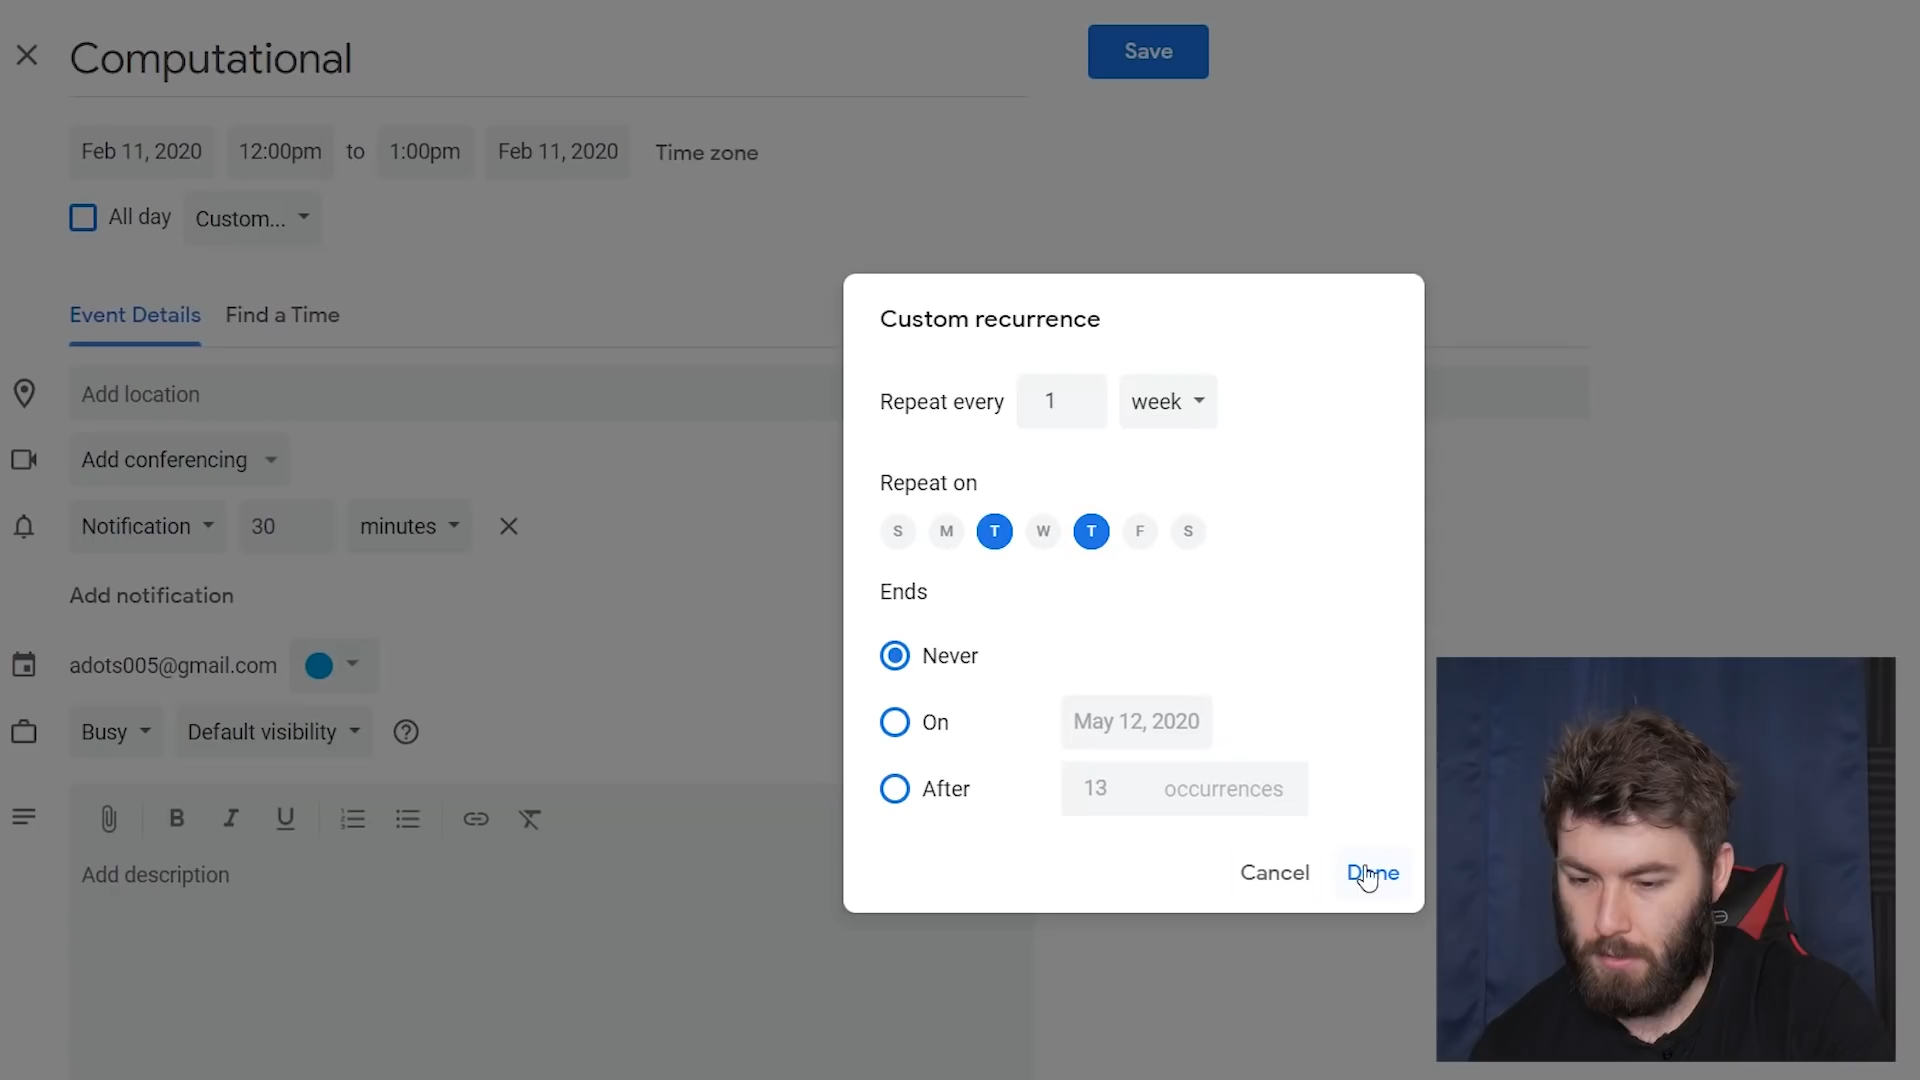 Computational
Save
Feb 11, 2020 12:00pm to 1:00pm Feb 11, 2020 Time zone
All day Custom...
Event Details Find a Time
Add location
Add conferencing
Notification 30 minutes
Add notification
adots005@gmail.com
Busy Default visibility ?
B I U
Add description
Custom recurrence
Repeat every 1 week
Repeat on
S M T W T F S
Ends
Never
On May 12, 2020
After 13 occurrences
Cancel Done